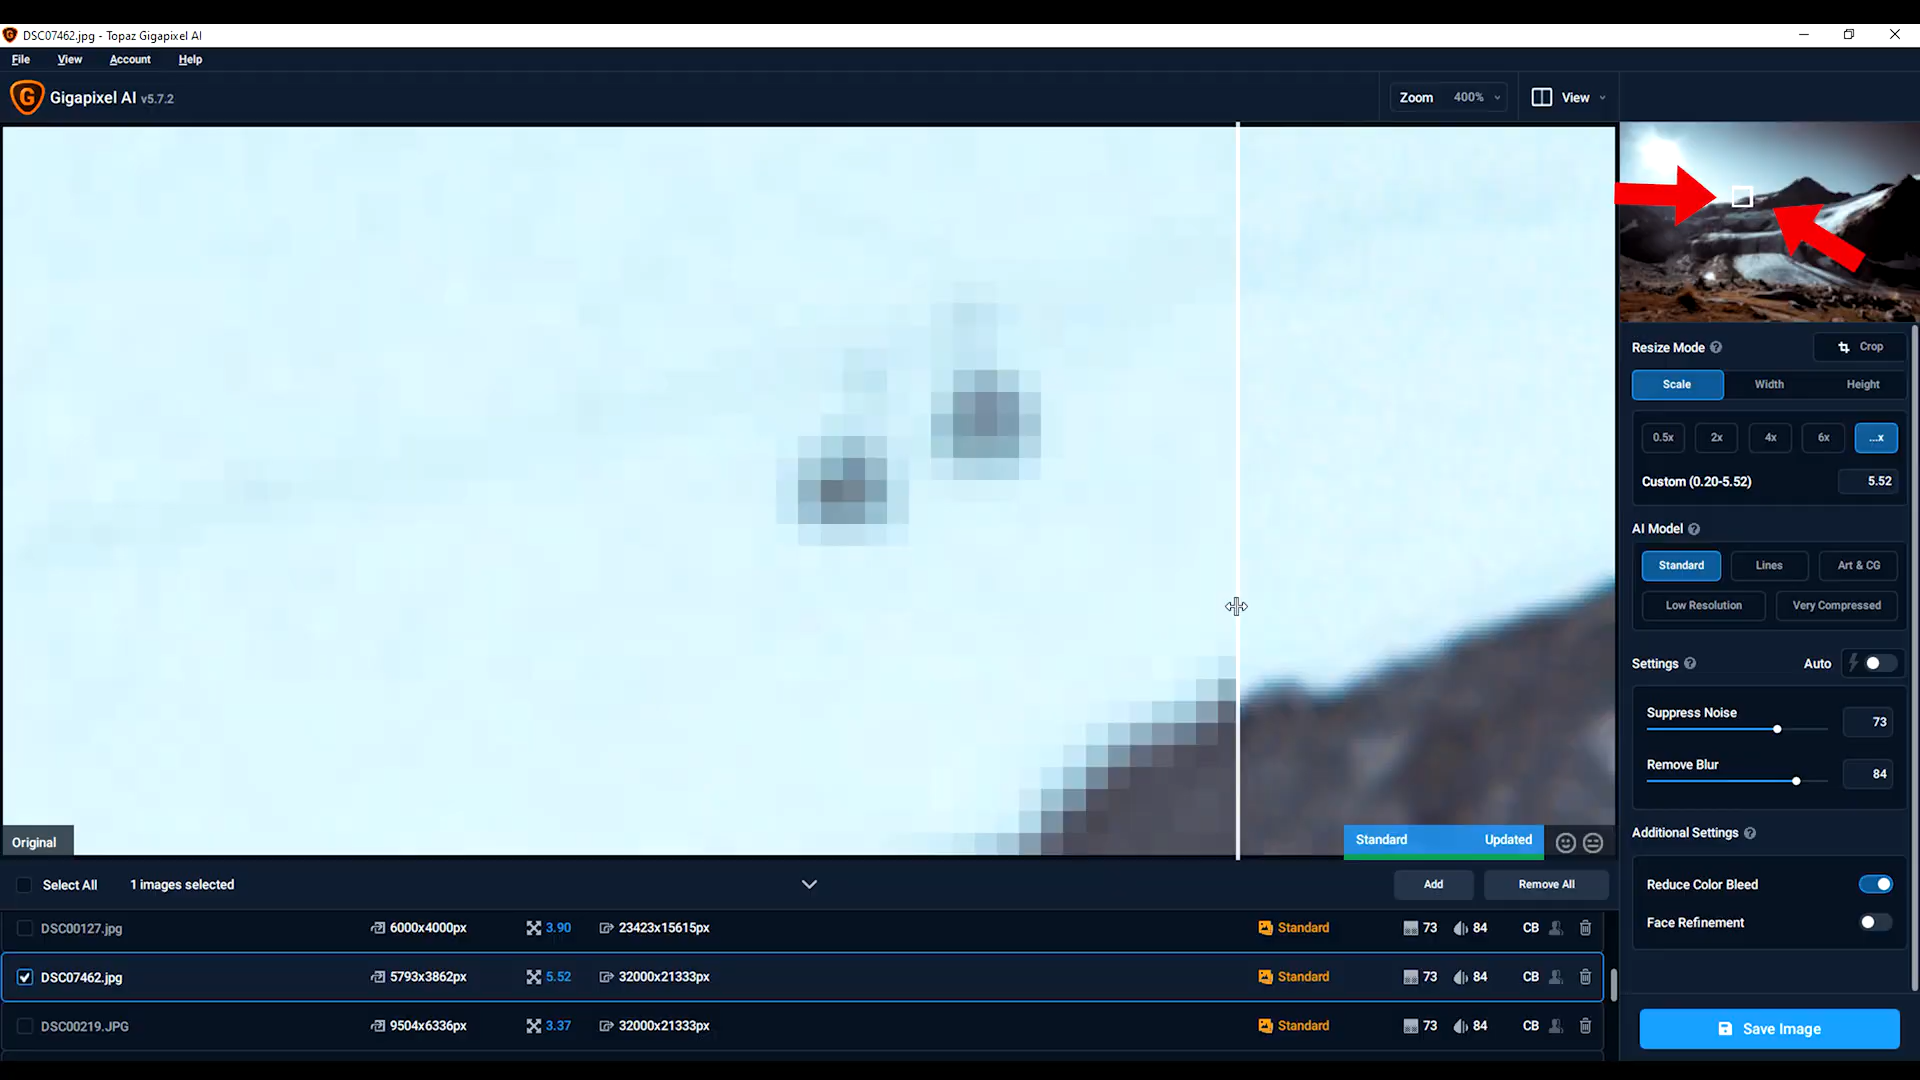 DSC07462.jpg - Topaz Gigapixel AI
File View Account Help
Gigapixel AI v5.7.2
Zoom 400% View
Resize Mode Crop
Scale Width Height
0.5x 2x 4x 6x ...x
Custom (0.20-5.52) 5.52
AI Model
Standard Lines Art & CG
Low Resolution Very Compressed
Settings Auto
Suppress Noise 73
Remove Blur 84
Additional Settings
Reduce Color Bleed
Face Refinement
Save Image
Original Standard Updated
Select All 1 images selected Add Remove All
DSC00127.jpg 6000x4000px 3.90 23423x15615px Standard 73 84 CB
DSC07462.jpg 5793x3862px 5.52 32000x21333px Standard 73 84 CB
DSC00219.JPG 9504x6336px 3.37 32000x21333px Standard 73 84 CB